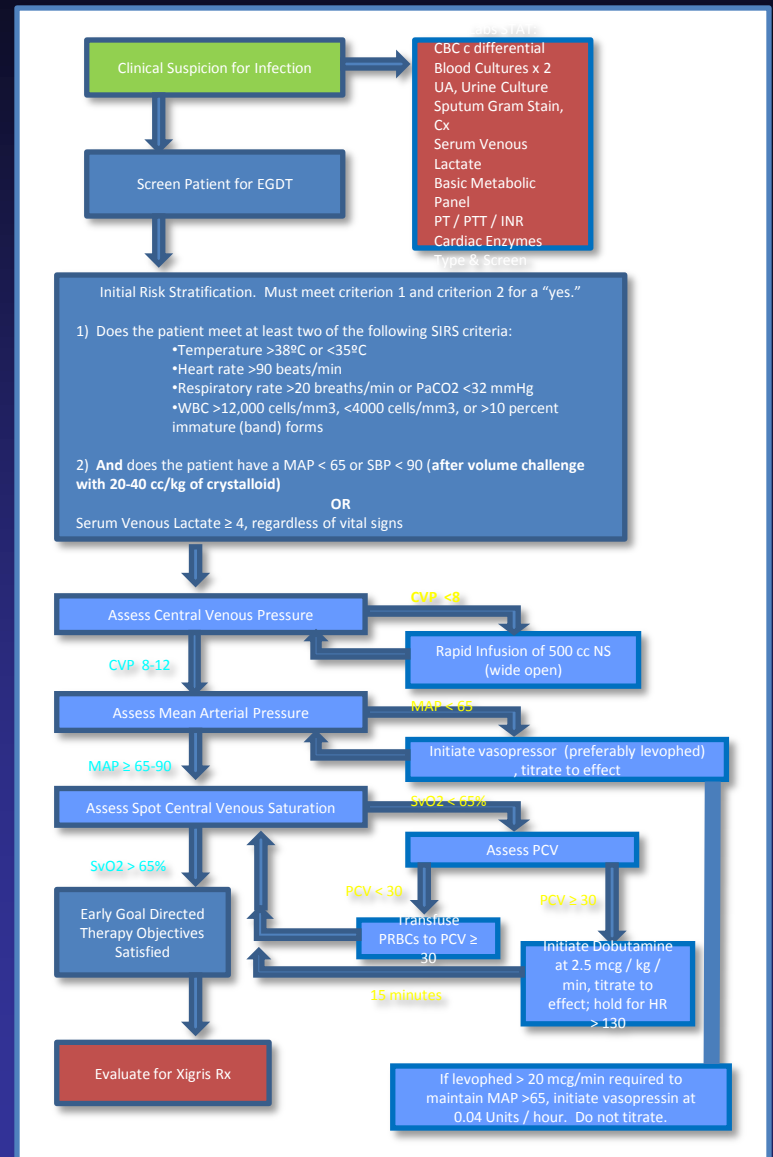 Clinical Suspicion for Infection
Labs STAT:
CBC c differential
Blood Cultures x 2
UA, Urine Culture
Sputum Gram Stain,
Cx
Serum Venous
Lactate
Basic Metabolic
Panel
PT / PTT / INR
Cardiac Enzymes
Type & Screen
Screen Patient for EGDT
Initial Risk Stratification.  Must meet criterion 1 and criterion 2 for a “yes.”
1)  Does the patient meet at least two of the following SIRS criteria:
•Temperature >38ºC or <35ºC
•Heart rate >90 beats/min
•Respiratory rate >20 breaths/min or PaCO2 <32 mmHg
•WBC >12,000 cells/mm3, <4000 cells/mm3, or >10 percent
immature (band) forms
2)  And does the patient have a MAP < 65 or SBP < 90 (after volume challenge
with 20-40 cc/kg of crystalloid)
OR
Serum Venous Lactate ≥ 4, regardless of vital signs
Assess Central Venous Pressure
CVP  <8
Rapid Infusion of 500 cc NS
(wide open)
CVP  8-12
Assess Mean Arterial Pressure
MAP < 65
Initiate vasopressor  (preferably levophed)
, titrate to effect
MAP ≥ 65-90
Assess Spot Central Venous Saturation
SvO2 < 65%
Assess PCV
SvO2 > 65%
PCV < 30
PCV ≥ 30
Early Goal Directed
Therapy Objectives
Satisfied
Transfuse
PRBCs to PCV ≥
30
Initiate Dobutamine
at 2.5 mcg / kg /
min, titrate to
effect; hold for HR
> 130
15 minutes
Evaluate for Xigris Rx
If levophed > 20 mcg/min required to
maintain MAP >65, initiate vasopressin at
0.04 Units / hour.  Do not titrate.